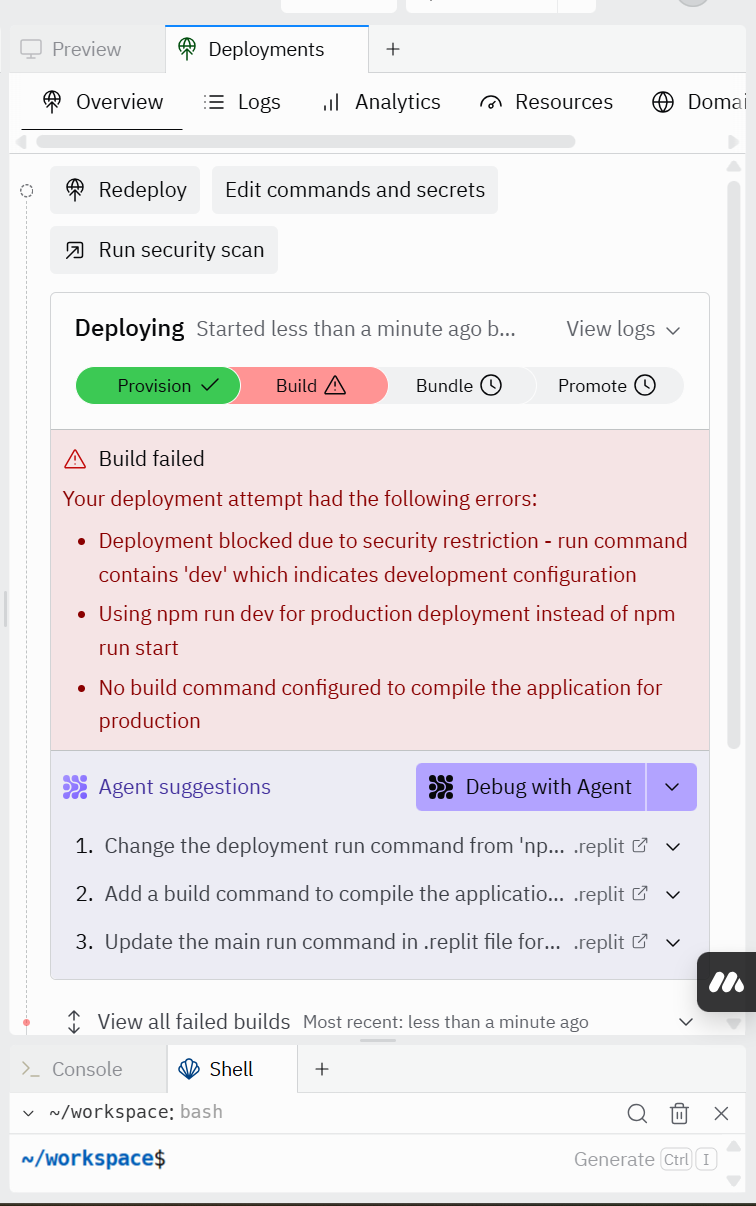 Preview
Deployments
Overview
Logs
Analytics
Resources
Domai
Redeploy
Edit commands and secrets
Run security scan
Deploying
Started less than a minute ago b...
View logs
Provision
Build
Bundle
Promote
Build failed
Your deployment attempt had the following errors:
Deployment blocked due to security restriction - run command
contains 'dev' which indicates development configuration
Using npm run dev for production deployment instead of npm
run start
No build command configured to compile the application for
production
Agent suggestions
Debug with Agent
1. Change the deployment run command from 'np... .replit
2. Add a build command to compile the applicatio... .replit
3. Update the main run command in .replit file for... .replit
View all failed builds Most recent: less than a minute ago
Console
Shell
~/workspace: bash
~/workspace$
Generate Ctrl I